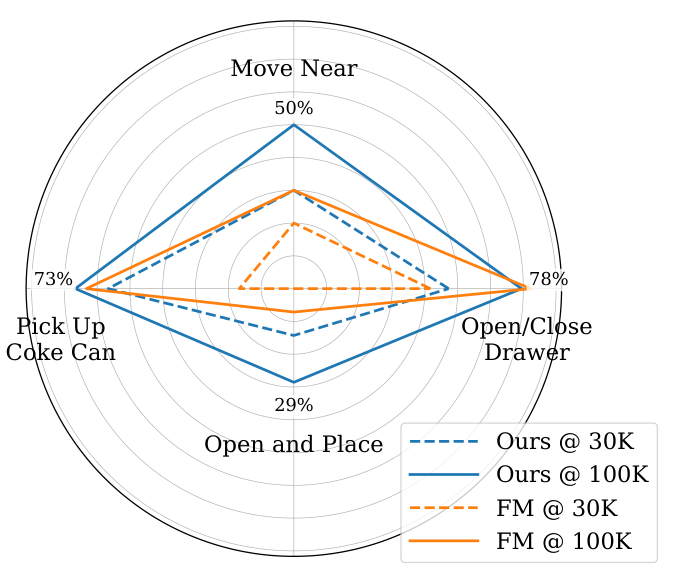 Move Near
50%
73%
78%
Pick Up
Coke Can
Open/Close
Drawer
29%
Open and Place
Ours @ 30K
Ours @ 100K
FM @ 30K
FM @ 100K